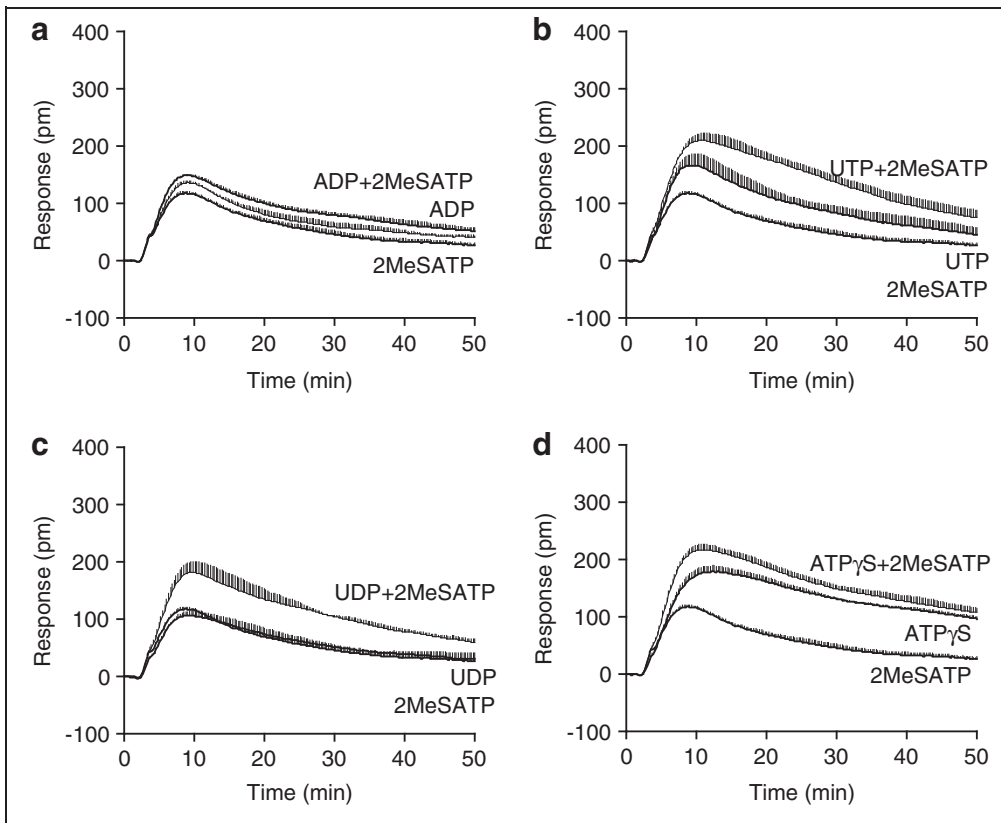 a
400
300
200
100
0
-100
Response (pm)
ADP+2MeSATP
ADP
2MeSATP
0 10 20 30 40 50
Time (min)
b
400
300
200
100
0
-100
Response (pm)
UTP+2MeSATP
UTP
2MeSATP
0 10 20 30 40 50
Time (min)
c
400
300
200
100
0
-100
Response (pm)
UDP+2MeSATP
UDP
2MeSATP
0 10 20 30 40 50
Time (min)
d
400
300
200
100
0
-100
Response (pm)
ATPγS+2MeSATP
ATPγS
2MeSATP
0 10 20 30 40 50
Time (min)